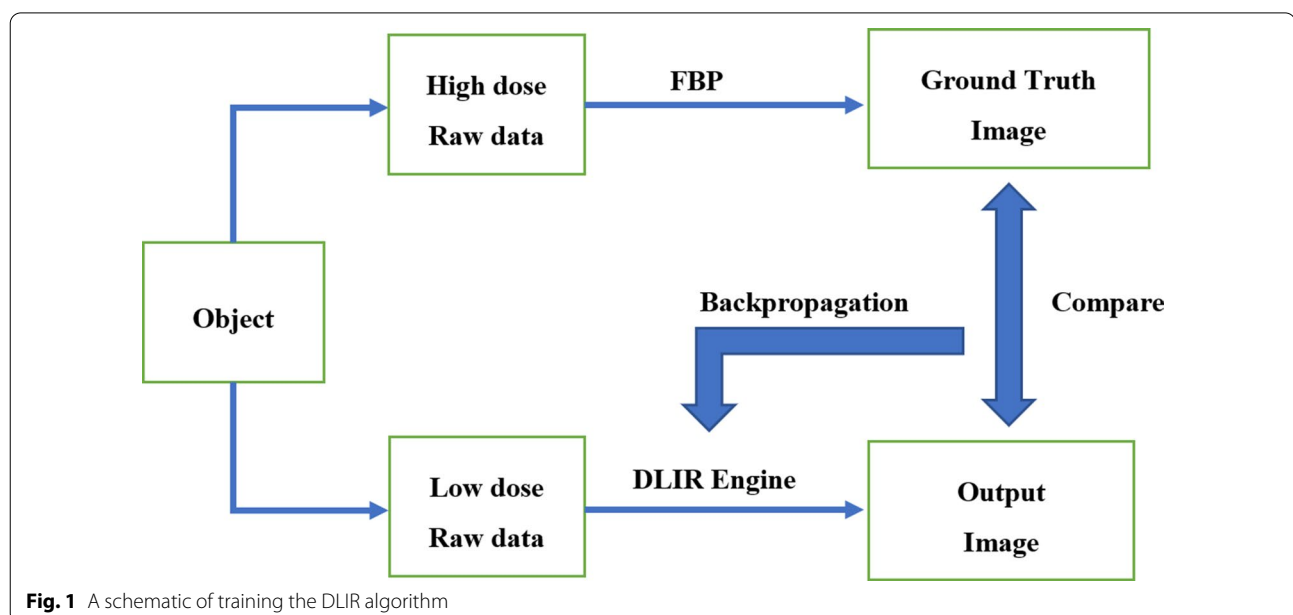 High dose
Raw data
FBP
Ground Truth
Image
Object
Backpropagation
Compare
Low dose
Raw data
DLIR Engine
Output
Image
Fig. 1 A schematic of training the DLIR algorithm